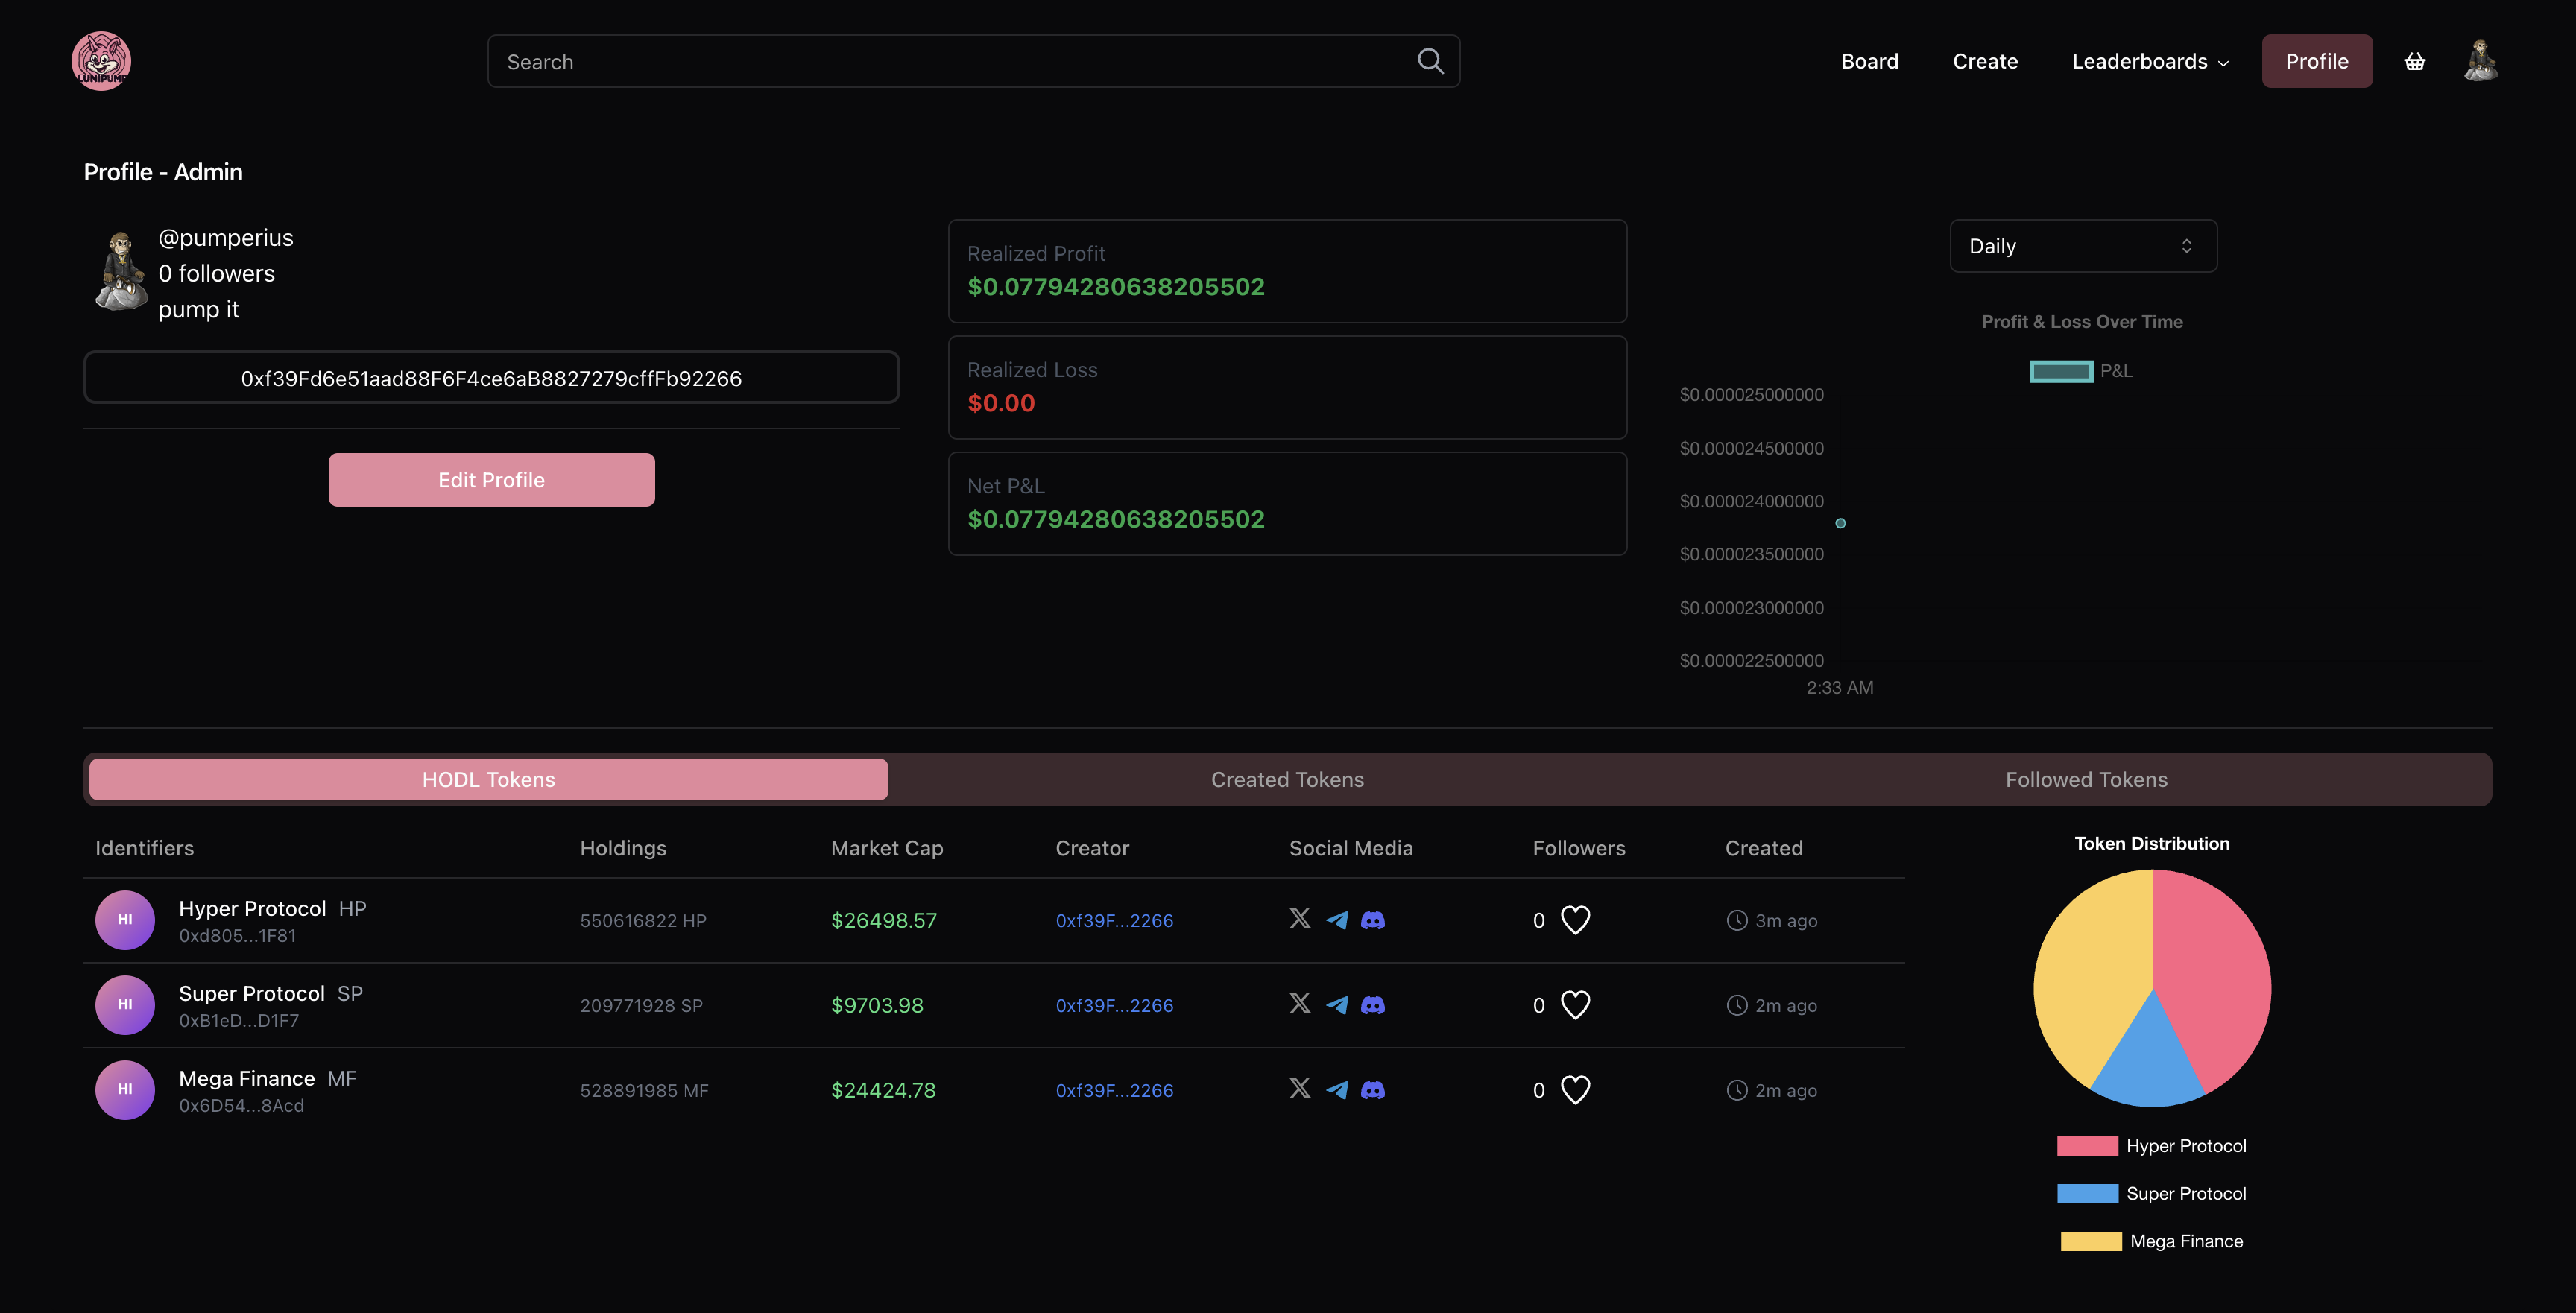 LUNIPUMP
Search
Board
Create
Leaderboards
Profile
Profile - Admin
@pumperius
0 followers
pump it
0xf39Fd6e51aad88F6F4ce6aB8827279cffFb92266
Edit Profile
Realized Profit
$0.07794280638205502
Realized Loss
$0.00
Net P&L
$0.07794280638205502
Daily
Profit & Loss Over Time
P&L
$0.000025000000
$0.000024500000
$0.000024000000
$0.000023500000
$0.000023000000
$0.000022500000
2:33 AM
HODL Tokens
Created Tokens
Followed Tokens
Identifiers Holdings Market Cap Creator Social Media Followers Created
HI Hyper Protocol HP 550616822 HP $26498.57 0xf39F...2266 0 3m ago
0xd805...1F81
HI Super Protocol SP 209771928 SP $9703.98 0xf39F...2266 0 2m ago
0xB1eD...D1F7
HI Mega Finance MF 528891985 MF $24424.78 0xf39F...2266 0 2m ago
0x6D54...8Acd
Token Distribution
Hyper Protocol
Super Protocol
Mega Finance